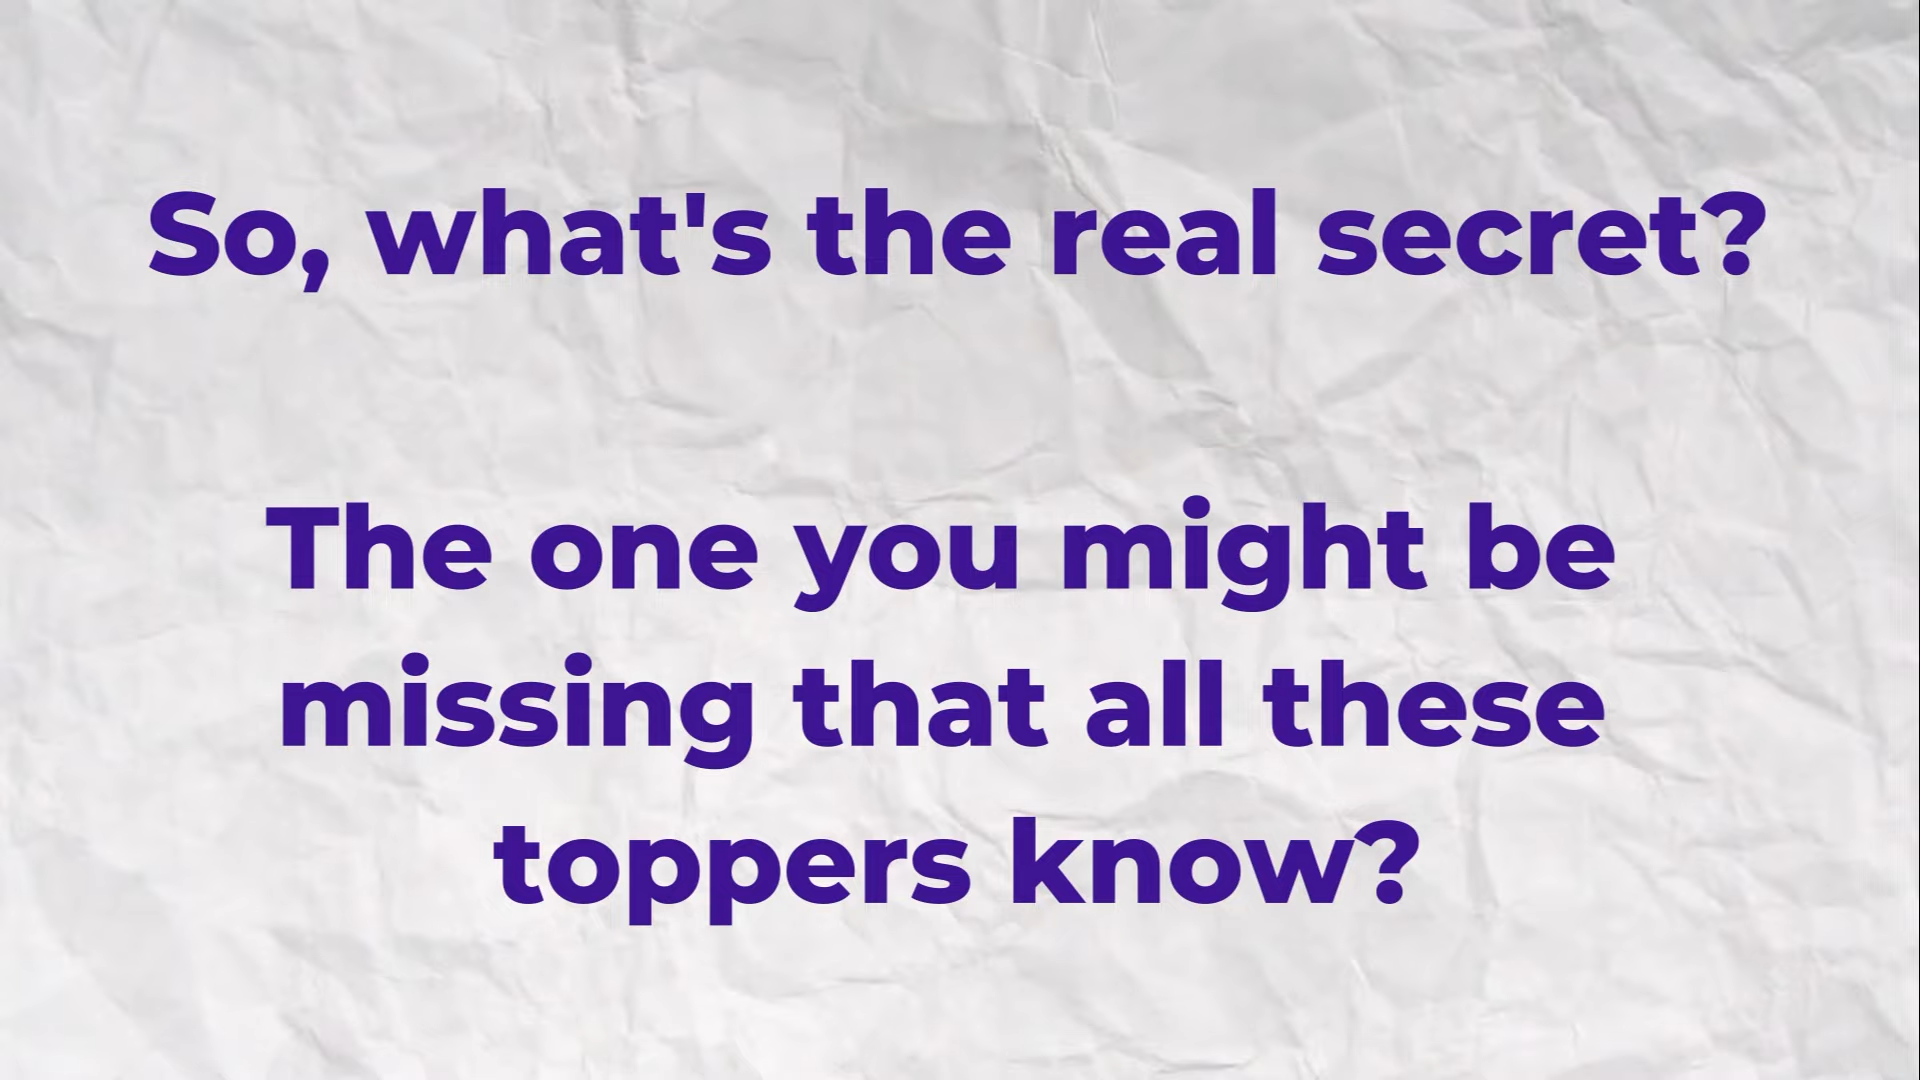 So, what's the real secret?
The one you might be
missing that all these
toppers know?